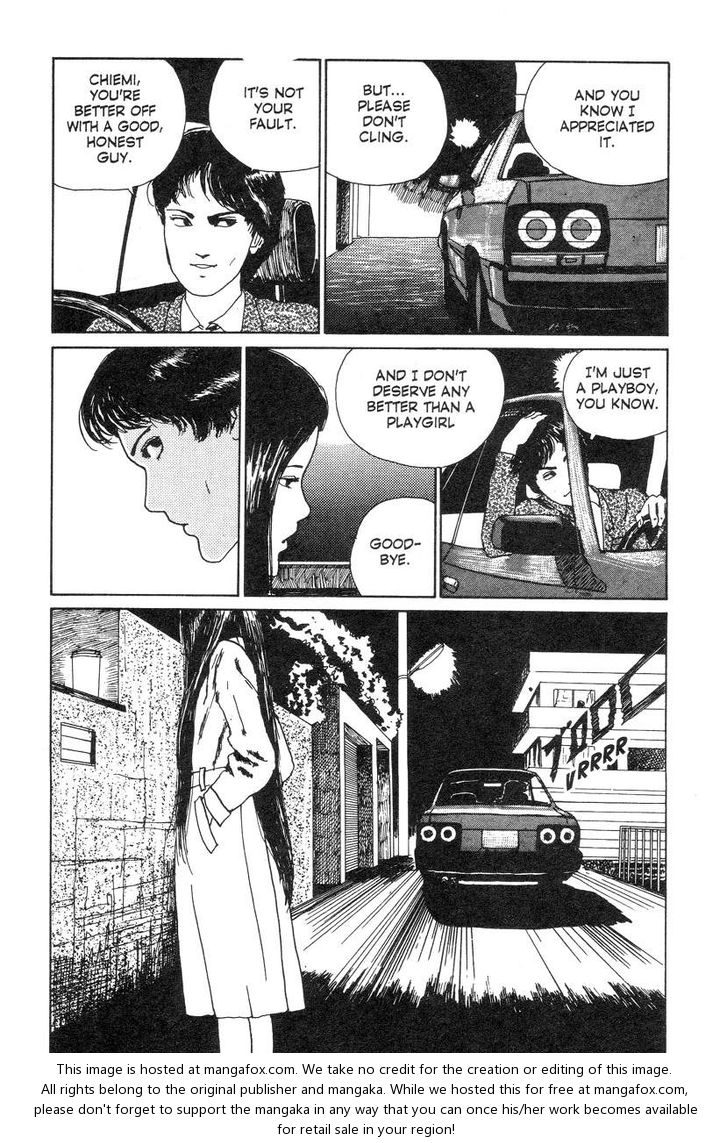 AND YOU
KNOW I
APPRECIATED
IT.
BUT...
PLEASE
DON'T
CLING.
IT'S NOT
YOUR
FAULT.
CHIEMI,
YOU'RE
BETTER OFF
WITH A GOOD,
HONEST
GUY.
I'M JUST
A PLAYBOY,
YOU KNOW.
AND I DON'T
DESERVE ANY
BETTER THAN A
PLAYGIRL
GOOD-
BYE.
VRRRR
This image is hosted at mangafox.com. We take no credit for the creation or editing of this image.
All rights belong to the original publisher and mangaka. While we hosted this for free at mangafox.com,
please don't forget to support the mangaka in any way that you can once his/her work becomes available
for retail sale in your region!